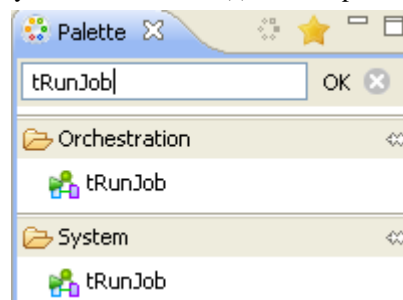 Palette
tRunJob
OK
Orchestration
tRunJob
System
tRunJob